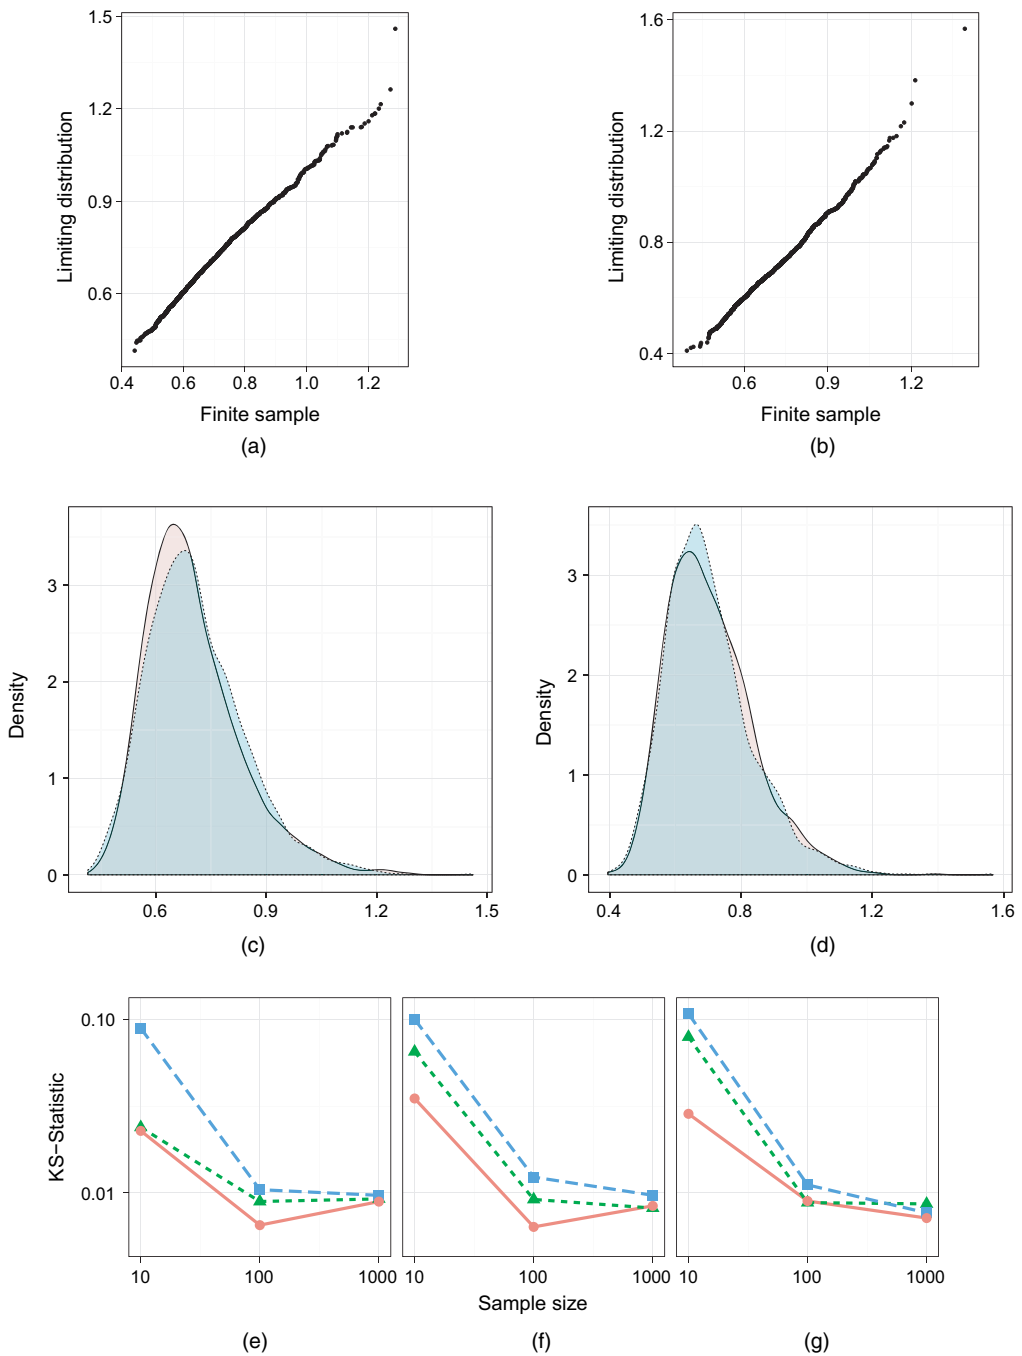 1.5
1.2
0.9
0.6
Limiting distribution
0.4 0.6 0.8 1.0 1.2
Finite sample
(a)
1.6
1.2
0.8
0.4
Limiting distribution
0.6 0.9 1.2
Finite sample
(b)
3
2
1
0
Density
0.6 0.9 1.2 1.5
(c)
3
2
1
0
Density
0.4 0.8 1.2 1.6
(d)
0.10
0.01
KS−Statistic
10 100 1000
10 100 1000
10 100 1000
Sample size
(e)
(f)
(g)